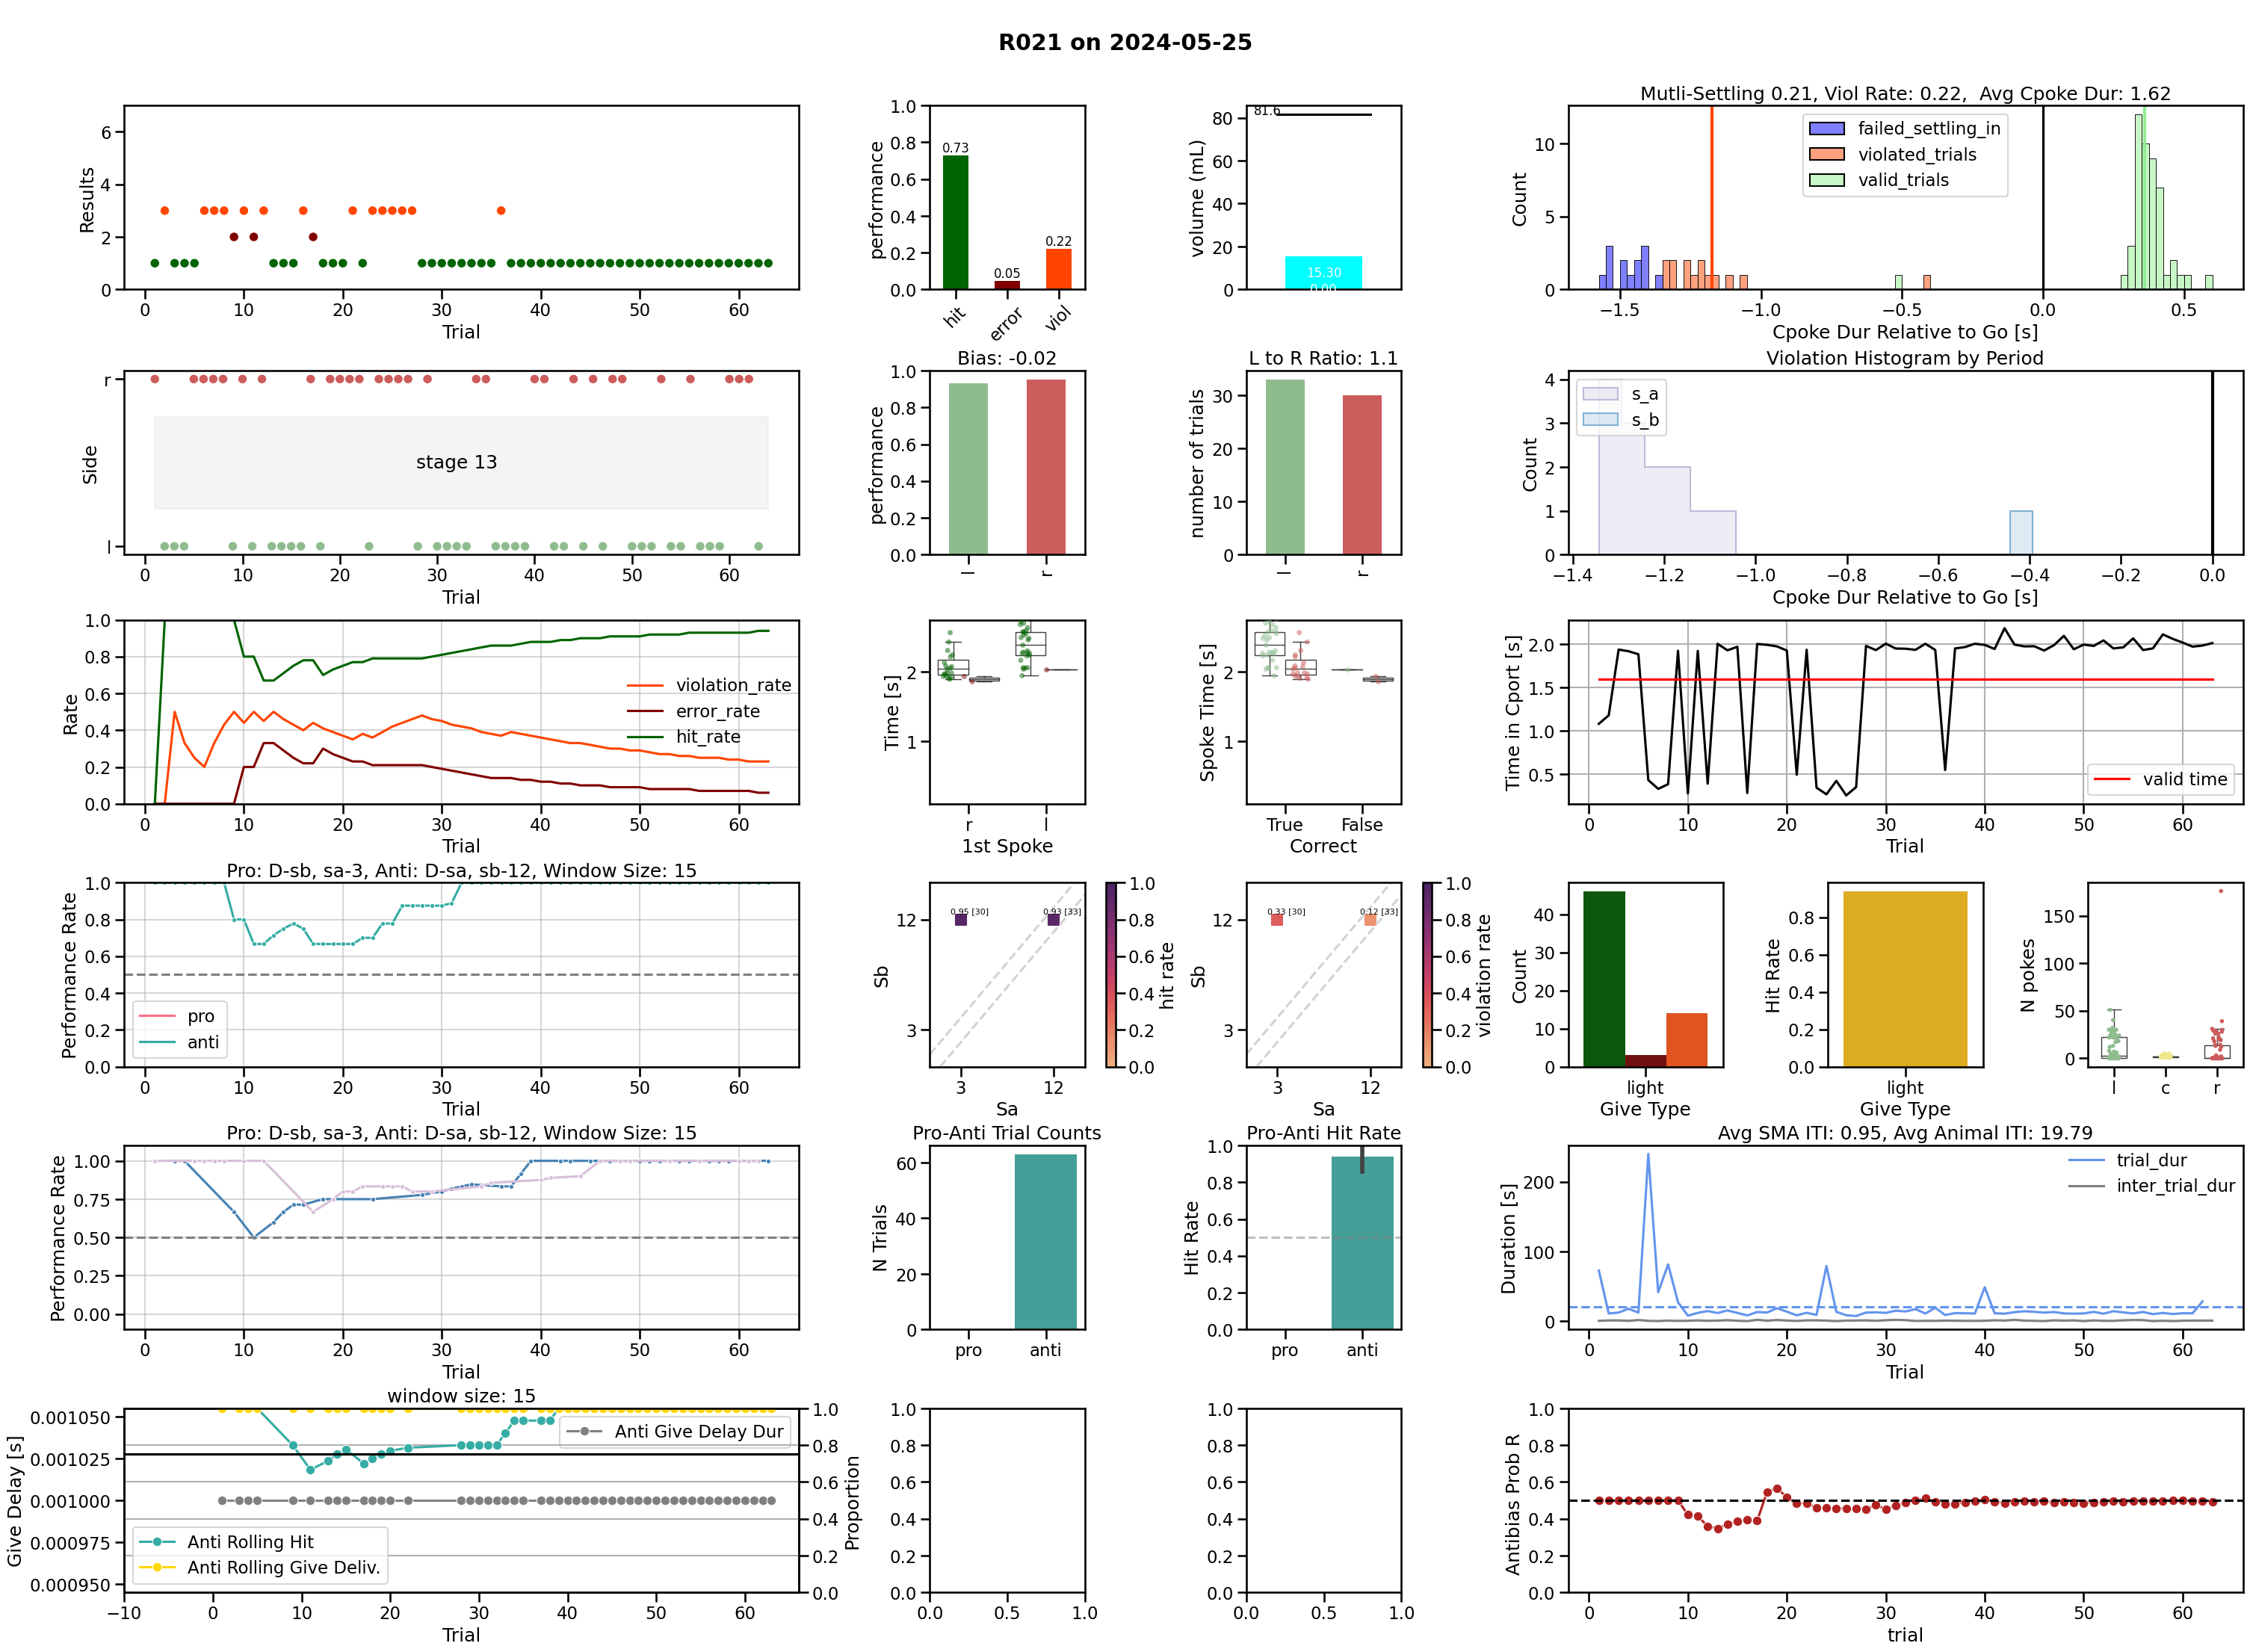 R021 on 2024-05-25
Results
6
4
2
0
0 10 20 30 40 50 60
Trial
performance
1.0
0.8
0.6
0.4
0.2
0.0
0.73
0.05
0.22
hit error viol
volume (mL)
80
60
40
20
0
81.6
15.30
0.00
Mutli-Settling 0.21, Viol Rate: 0.22, Avg Cpoke Dur: 1.62
failed_settling_in
violated_trials
valid_trials
Count
10
5
0
−1.5 −1.0 −0.5 0.0 0.5
Cpoke Dur Relative to Go [s]
Side
r
l
stage 13
0 10 20 30 40 50 60
Trial
Bias: -0.02
performance
1.0
0.8
0.6
0.4
0.2
0.0
l r
L to R Ratio: 1.1
number of trials
30
20
10
0
l r
Violation Histogram by Period
s_a
s_b
Count
4
3
2
1
0
−1.4 −1.2 −1.0 −0.8 −0.6 −0.4 −0.2 0.0
Cpoke Dur Relative to Go [s]
Rate
1.0
0.8
0.6
0.4
0.2
0.0
violation_rate
error_rate
hit_rate
0 10 20 30 40 50 60
Trial
Time [s]
2
1
r l
1st Spoke
Spoke Time [s]
2
1
True False
Correct
Time in Cport [s]
2.0
1.5
1.0
0.5
valid time
0 10 20 30 40 50 60
Trial
Pro: D-sb, sa-3, Anti: D-sa, sb-12, Window Size: 15
Performance Rate
1.0
0.8
0.6
0.4
0.2
0.0
pro
anti
0 10 20 30 40 50 60
Trial
Sb
12
3
0.95 [30]
0.93 [33]
3 12
Sa
1.0
0.8
0.6
0.4
0.2
0.0
hit rate
Sb
12
3
0.33 [30]
0.12 [33]
3 12
Sa
1.0
0.8
0.6
0.4
0.2
0.0
violation rate
Count
40
30
20
10
0
light
Give Type
Hit Rate
0.8
0.6
0.4
0.2
0.0
light
Give Type
N pokes
150
100
50
0
l c r
Pro: D-sb, sa-3, Anti: D-sa, sb-12, Window Size: 15
Performance Rate
1.00
0.75
0.50
0.25
0.00
0 10 20 30 40 50 60
Trial
Pro-Anti Trial Counts
N Trials
60
40
20
0
pro anti
Pro-Anti Hit Rate
Hit Rate
1.0
0.8
0.6
0.4
0.2
0.0
pro anti
Avg SMA ITI: 0.95, Avg Animal ITI: 19.79
Duration [s]
200
100
0
trial_dur
inter_trial_dur
0 10 20 30 40 50 60
Trial
window size: 15
Give Delay [s]
0.001050
0.001025
0.001000
0.000975
0.000950
Anti Give Delay Dur
Anti Rolling Hit
Anti Rolling Give Deliv.
−10 0 10 20 30 40 50 60
Trial
1.0
0.8
0.6
0.4
0.2
0.0
Proportion
1.0
0.8
0.6
0.4
0.2
0.0
0.0 0.5 1.0
1.0
0.8
0.6
0.4
0.2
0.0
0.0 0.5 1.0
Antibias Prob R
1.0
0.8
0.6
0.4
0.2
0.0
0 10 20 30 40 50 60
trial